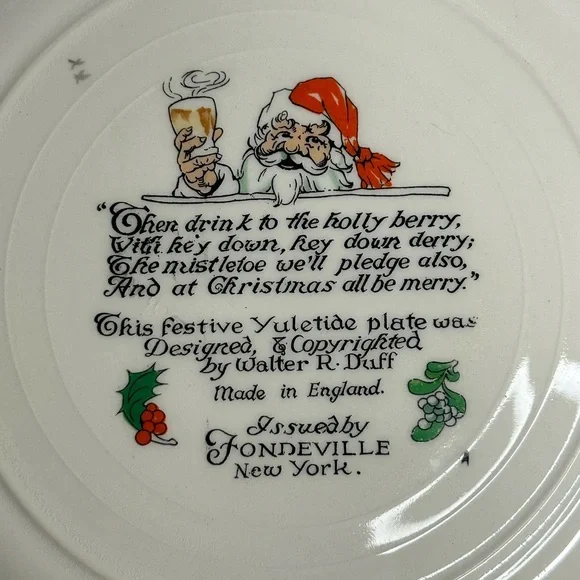 "Then drink to the holly berry,
With hey down, hey down derry;
The mistletoe we'll pledge also,
And at Christmas all be merry."
This festive Yuletide plate was
Designed, & Copyrighted
by Walter R. Duff
Made in England.
Issued by
FONDEVILLE
New York.